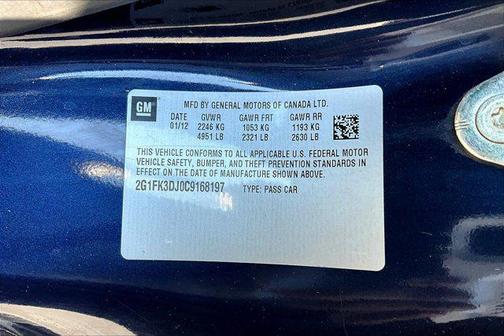 GM
MFD BY GENERAL MOTORS OF CANADA LTD.
DATE GVWR GAWR FRT GAWR RR
01/12 2246 KG 1053 KG 1193 KG
4951 LB 2321 LB 2630 LB
THIS VEHICLE CONFORMS TO ALL APPLICABLE U.S. FEDERAL MOTOR
VEHICLE SAFETY, BUMPER, AND THEFT PREVENTION STANDARDS IN
EFFECT ON THE DATE OF MANUFACTURE SHOWN ABOVE.
2G1FK3DJ0C9168197 TYPE: PASS CAR